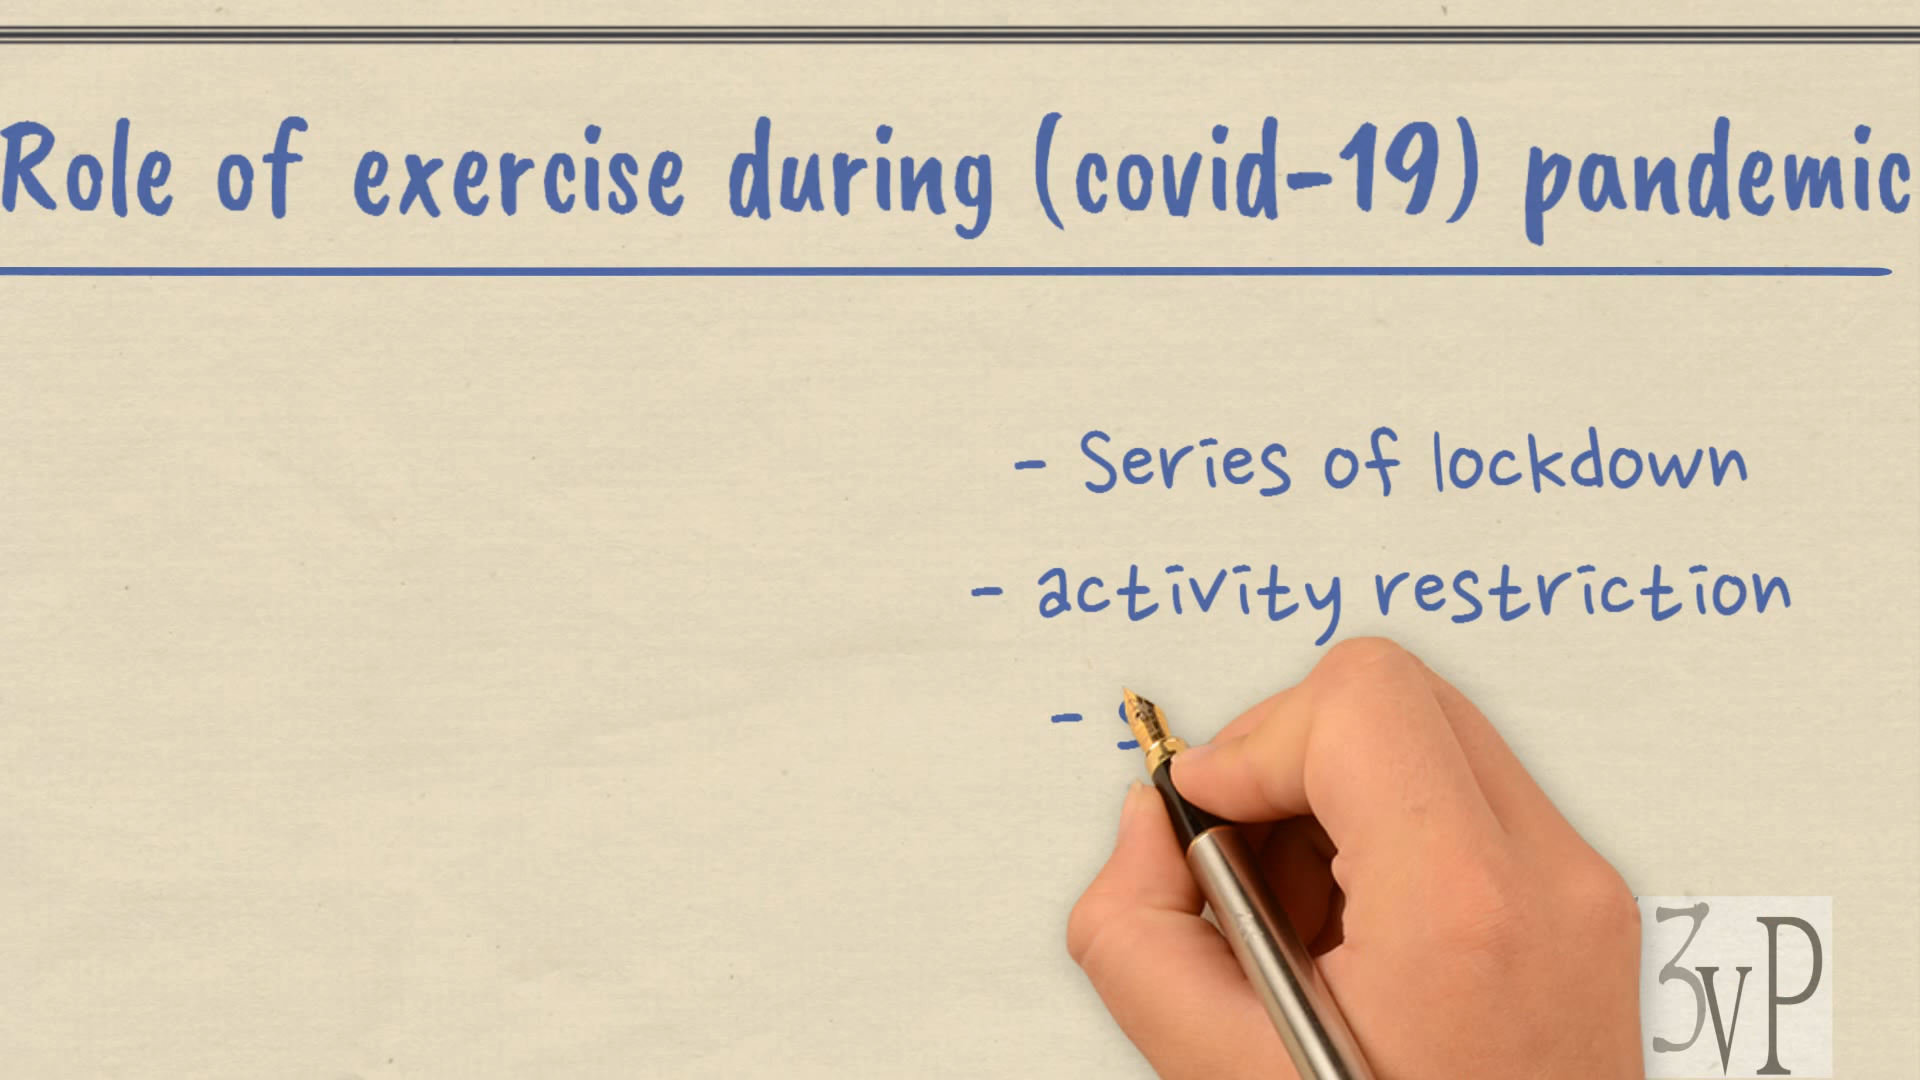 Role of exercise during (covid-19) pandemic
- Series of lockdown
- activity restriction
-
3vP